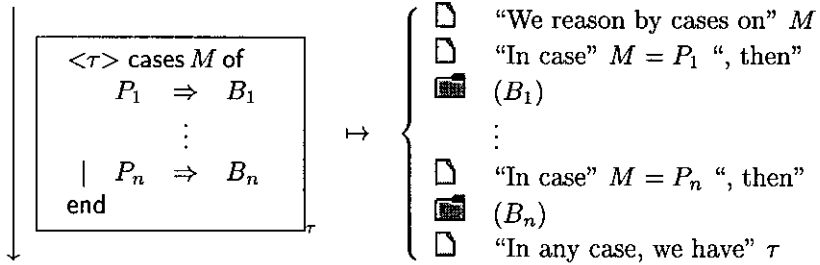 <τ> cases M of
P₁ ⇒ B₁
⋮
| Pₙ ⇒ Bₙ
end
τ
↦
“We reason by cases on” M
“In case” M = P₁ “, then”
(B₁)
⋮
“In case” M = Pₙ “, then”
(Bₙ)
“In any case, we have” τ